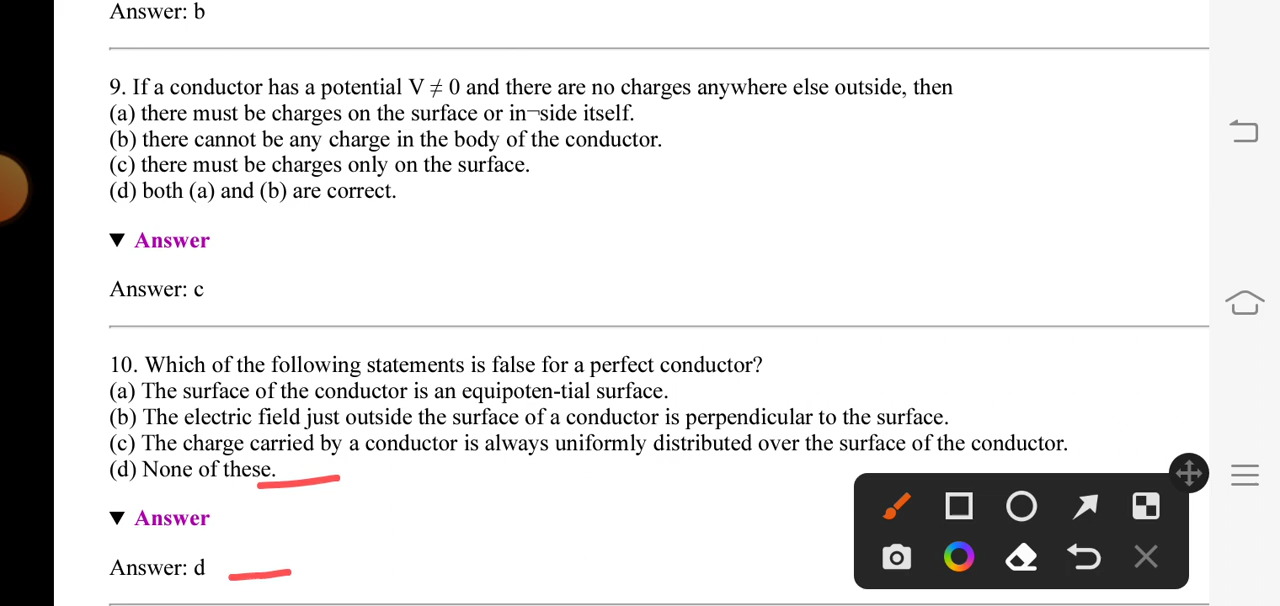 Answer: b
9. If a conductor has a potential V ≠ 0 and there are no charges anywhere else outside, then
(a) there must be charges on the surface or in¬side itself.
(b) there cannot be any charge in the body of the conductor.
(c) there must be charges only on the surface.
(d) both (a) and (b) are correct.
▼ Answer
Answer: c
10. Which of the following statements is false for a perfect conductor?
(a) The surface of the conductor is an equipoten-tial surface.
(b) The electric field just outside the surface of a conductor is perpendicular to the surface.
(c) The charge carried by a conductor is always uniformly distributed over the surface of the conductor.
(d) None of these.
▼ Answer
Answer: d